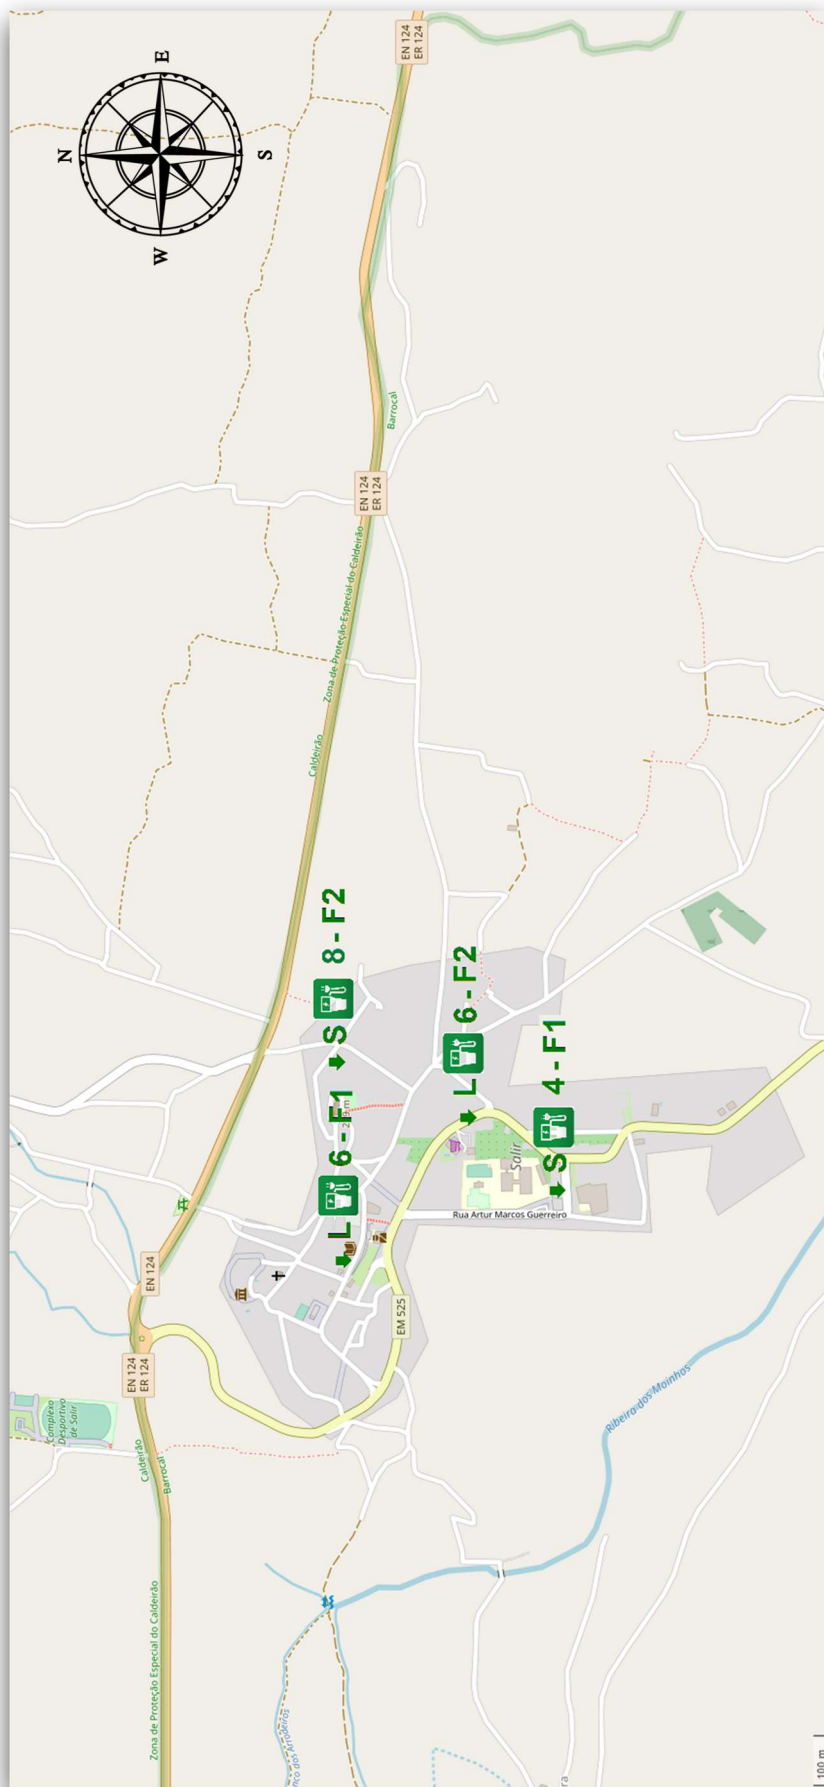 EN 124
ER 124
E
N
S
W
Barrocal
EN 124
ER 124
Zona de Proteção Especial do Caldeirão
Caldeirão
S 8 - F2
L 6 - F2
L 6 - F1
S 4 - F1
Salir
Rua Artur Marcos Guerreiro
EN 124
EM 525
EN 124
ER 124
Complexo
Desportivo
de Salir
Caldeirão
Barrocal
Ribeira dos Moinhos
Zona de Proteção Especial do Caldeirão
dos Arrodeiros
100 m